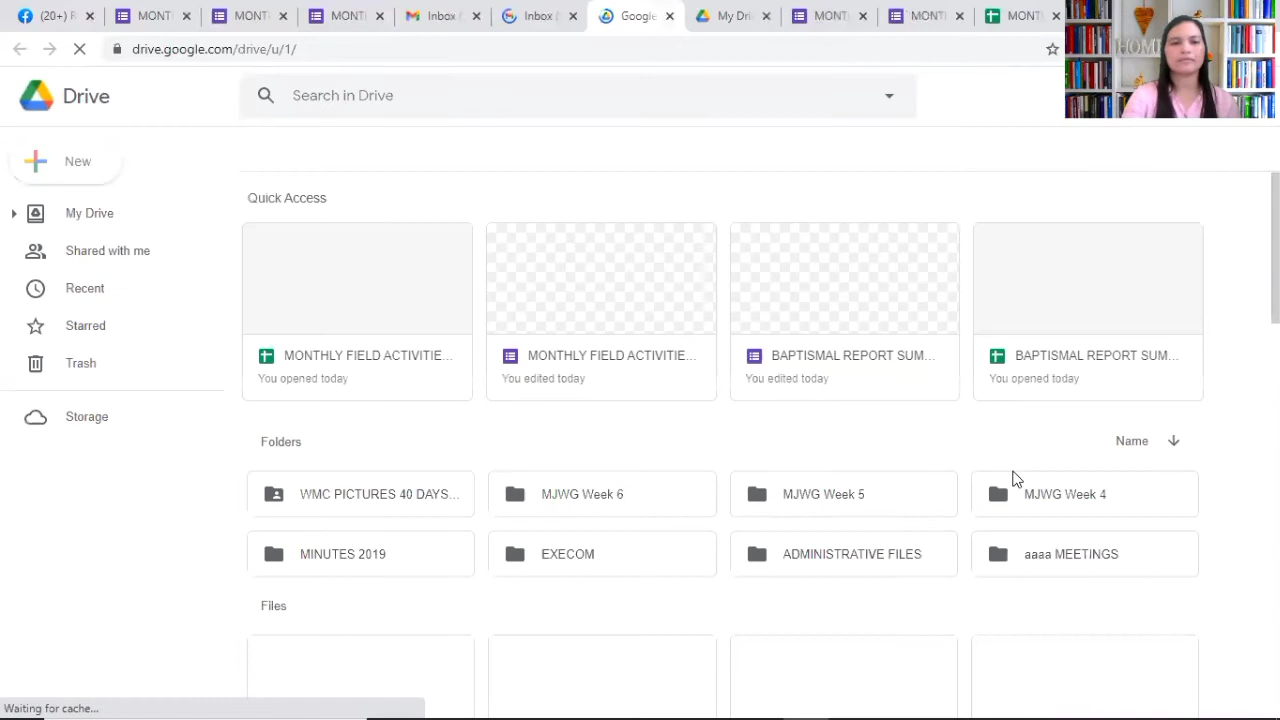 (20+) F
MONT
MONT
MONT
Inbox (
Inbox (
Google
My Dri
MONT
MONT
MONT
drive.google.com/drive/u/1/
HOME
Drive
Search in Drive
New
My Drive
Shared with me
Recent
Starred
Trash
Storage
Quick Access
MONTHLY FIELD ACTIVITIE...
You opened today
MONTHLY FIELD ACTIVITIE...
You edited today
BAPTISMAL REPORT SUM...
You edited today
BAPTISMAL REPORT SUM...
You opened today
Folders
Name
WMC PICTURES 40 DAYS...
MJWG Week 6
MJWG Week 5
MJWG Week 4
MINUTES 2019
EXECOM
ADMINISTRATIVE FILES
aaaa MEETINGS
Files
Waiting for cache...